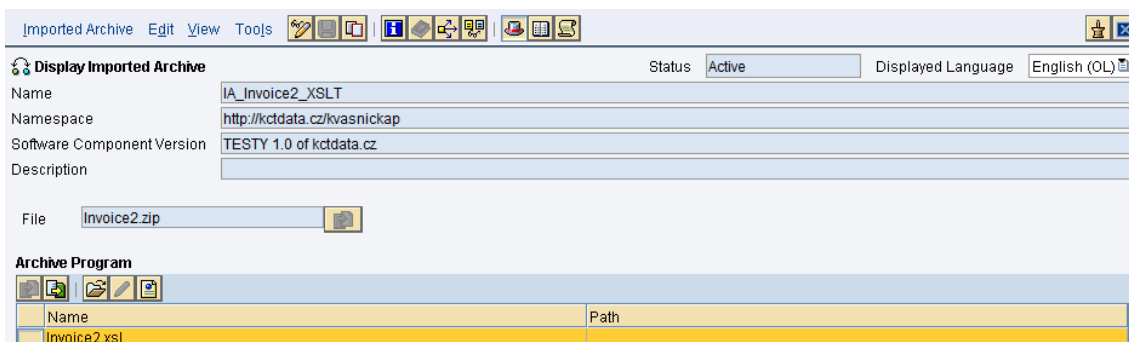 Imported Archive Edit View Tools
Display Imported Archive Status Active Displayed Language English (OL)
Name IA_Invoice2_XSLT
Namespace http://kctdata.cz/kvasnickap
Software Component Version TESTY 1.0 of kctdata.cz
Description
File Invoice2.zip
Archive Program
Name Path
Invoice2.xsl